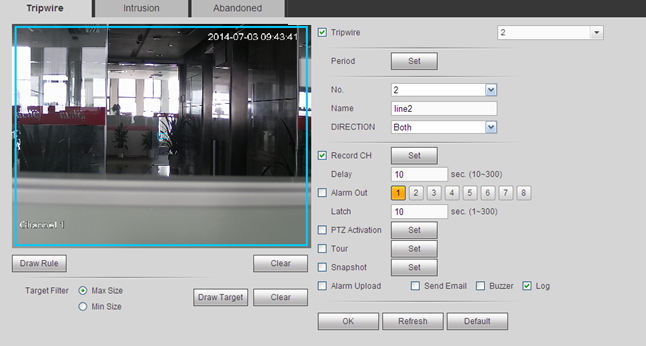 Tripwire Intrusion Abandoned
2014-07-03 09:43:41
Channel 1
Draw Rule Clear
Target Filter Max Size Draw Target Clear
Min Size
Tripwire 2
Period Set
No. 2
Name line2
DIRECTION Both
Record CH Set
Delay 10 sec. (10~300)
Alarm Out 1 2 3 4 5 6 7 8
Latch 10 sec. (1~300)
PTZ Activation Set
Tour Set
Snapshot Set
Alarm Upload Send Email Buzzer Log
OK Refresh Default